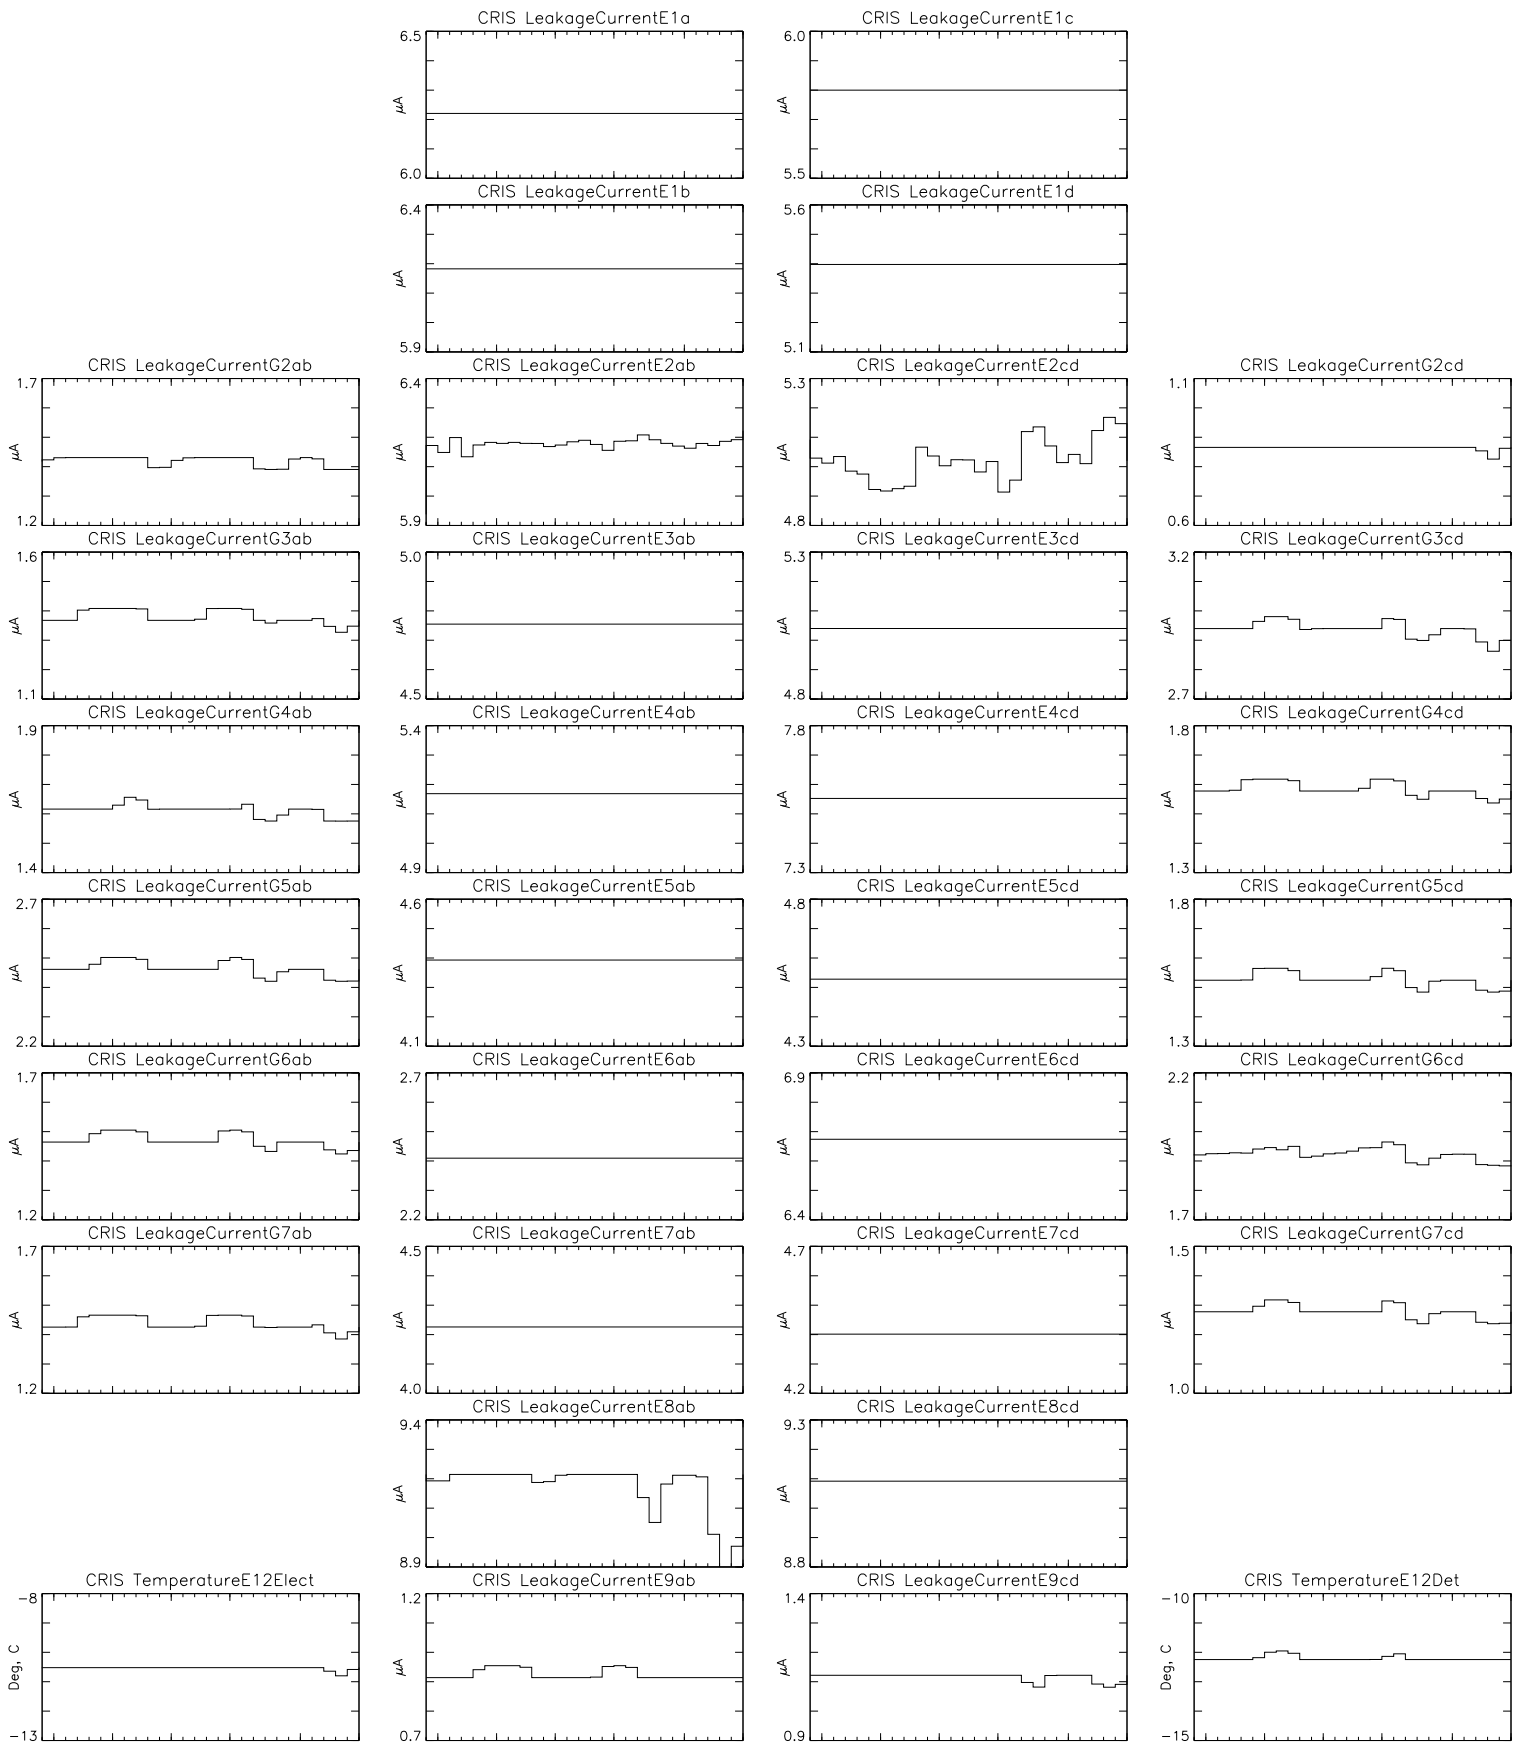 CRIS LeakageCurrentE1a CRIS LeakageCurrentE1c
6.5 6.0
μA μA
6.0 5.5
CRIS LeakageCurrentE1b CRIS LeakageCurrentE1d
6.4 5.6
μA μA
5.9 5.1
CRIS LeakageCurrentG2ab CRIS LeakageCurrentE2ab CRIS LeakageCurrentE2cd CRIS LeakageCurrentG2cd
1.7 6.4 5.3 1.1
μA μA μA μA
1.2 5.9 4.8 0.6
CRIS LeakageCurrentG3ab CRIS LeakageCurrentE3ab CRIS LeakageCurrentE3cd CRIS LeakageCurrentG3cd
1.6 5.0 5.3 3.2
μA μA μA μA
1.1 4.5 4.8 2.7
CRIS LeakageCurrentG4ab CRIS LeakageCurrentE4ab CRIS LeakageCurrentE4cd CRIS LeakageCurrentG4cd
1.9 5.4 7.8 1.8
μA μA μA μA
1.4 4.9 7.3 1.3
CRIS LeakageCurrentG5ab CRIS LeakageCurrentE5ab CRIS LeakageCurrentE5cd CRIS LeakageCurrentG5cd
2.7 4.6 4.8 1.8
μA μA μA μA
2.2 4.1 4.3 1.3
CRIS LeakageCurrentG6ab CRIS LeakageCurrentE6ab CRIS LeakageCurrentE6cd CRIS LeakageCurrentG6cd
1.7 2.7 6.9 2.2
μA μA μA μA
1.2 2.2 6.4 1.7
CRIS LeakageCurrentG7ab CRIS LeakageCurrentE7ab CRIS LeakageCurrentE7cd CRIS LeakageCurrentG7cd
1.7 4.5 4.7 1.5
μA μA μA μA
1.2 4.0 4.2 1.0
CRIS LeakageCurrentE8ab CRIS LeakageCurrentE8cd
9.4 9.3
μA μA
8.9 8.8
CRIS TemperatureE12Elect CRIS LeakageCurrentE9ab CRIS LeakageCurrentE9cd CRIS TemperatureE12Det
-8 1.2 1.4 -10
Deg, C μA μA Deg, C
-13 0.7 0.9 -15